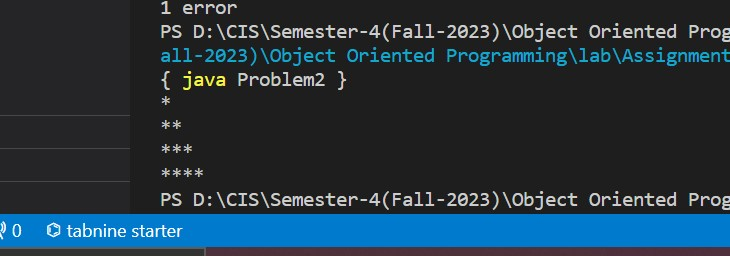 1 error
PS D:\CIS\Semester-4(Fall-2023)\Object Oriented Prog
all-2023)\Object Oriented Programming\lab\Assignment
{ java Problem2 }
*
**
***
****
PS D:\CIS\Semester-4(Fall-2023)\Object Oriented Prog
0 tabnine starter